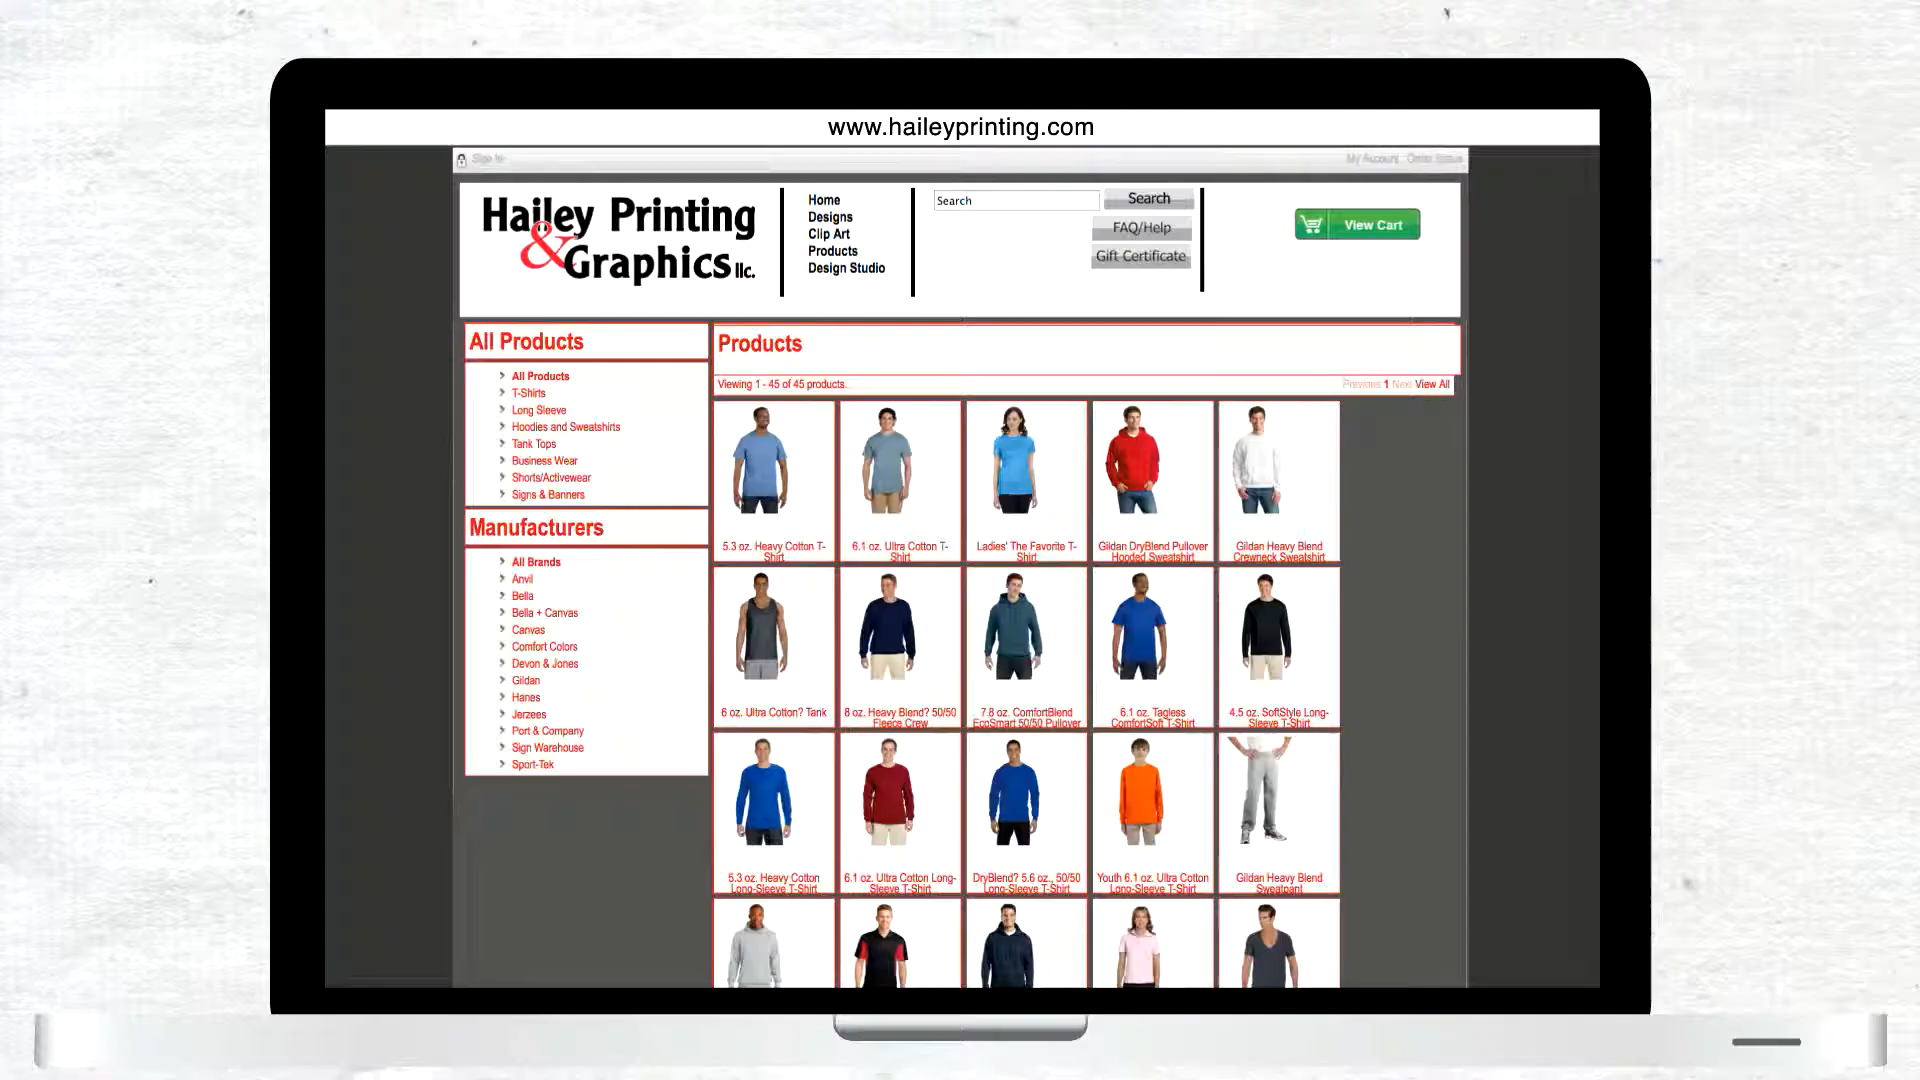 www.haileyprinting.com
Sign In
My Account Order Status
Hailey Printing
& Graphics llc.
Home
Designs
Clip Art
Products
Design Studio
Search
Search
FAQ/Help
Gift Certificate
View Cart
All Products
All Products
T-Shirts
Long Sleeve
Hoodies and Sweatshirts
Tank Tops
Business Wear
Shorts/Activewear
Signs & Banners
Manufacturers
All Brands
Anvil
Bella
Bella + Canvas
Canvas
Comfort Colors
Devon & Jones
Gildan
Hanes
Jerzees
Port & Company
Sign Warehouse
Sport-Tek
Products
Viewing 1 - 45 of 45 products.
Previous 1 Next View All
5.3 oz. Heavy Cotton T-
Shirt
6.1 oz. Ultra Cotton T-
Shirt
Ladies' The Favorite T-
Shirt
Gildan DryBlend Pullover
Hooded Sweatshirt
Gildan Heavy Blend
Crewneck Sweatshirt
6 oz. Ultra Cotton? Tank
8 oz. Heavy Blend? 50/50
Fleece Crew
7.8 oz. ComfortBlend
EcoSmart 50/50 Pullover
6.1 oz. Tagless
ComfortSoft T-Shirt
4.5 oz. SoftStyle Long-
Sleeve T-Shirt
5.3 oz. Heavy Cotton
Long-Sleeve T-Shirt
6.1 oz. Ultra Cotton Long-
Sleeve T-Shirt
DryBlend? 5.6 oz., 50/50
Long-Sleeve T-Shirt
Youth 6.1 oz. Ultra Cotton
Long-Sleeve T-Shirt
Gildan Heavy Blend
Sweatpant